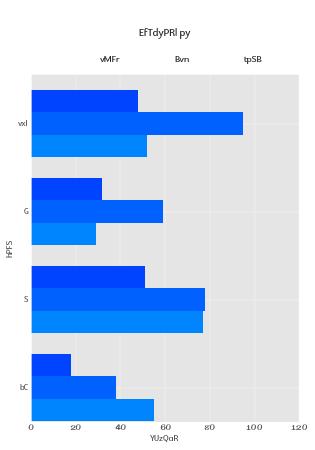 EfTdyPRl py
vMFr Bvn tpSB
vxl
G
S
bC
hPFS
0 20 40 60 80 100 120
YUzQaR